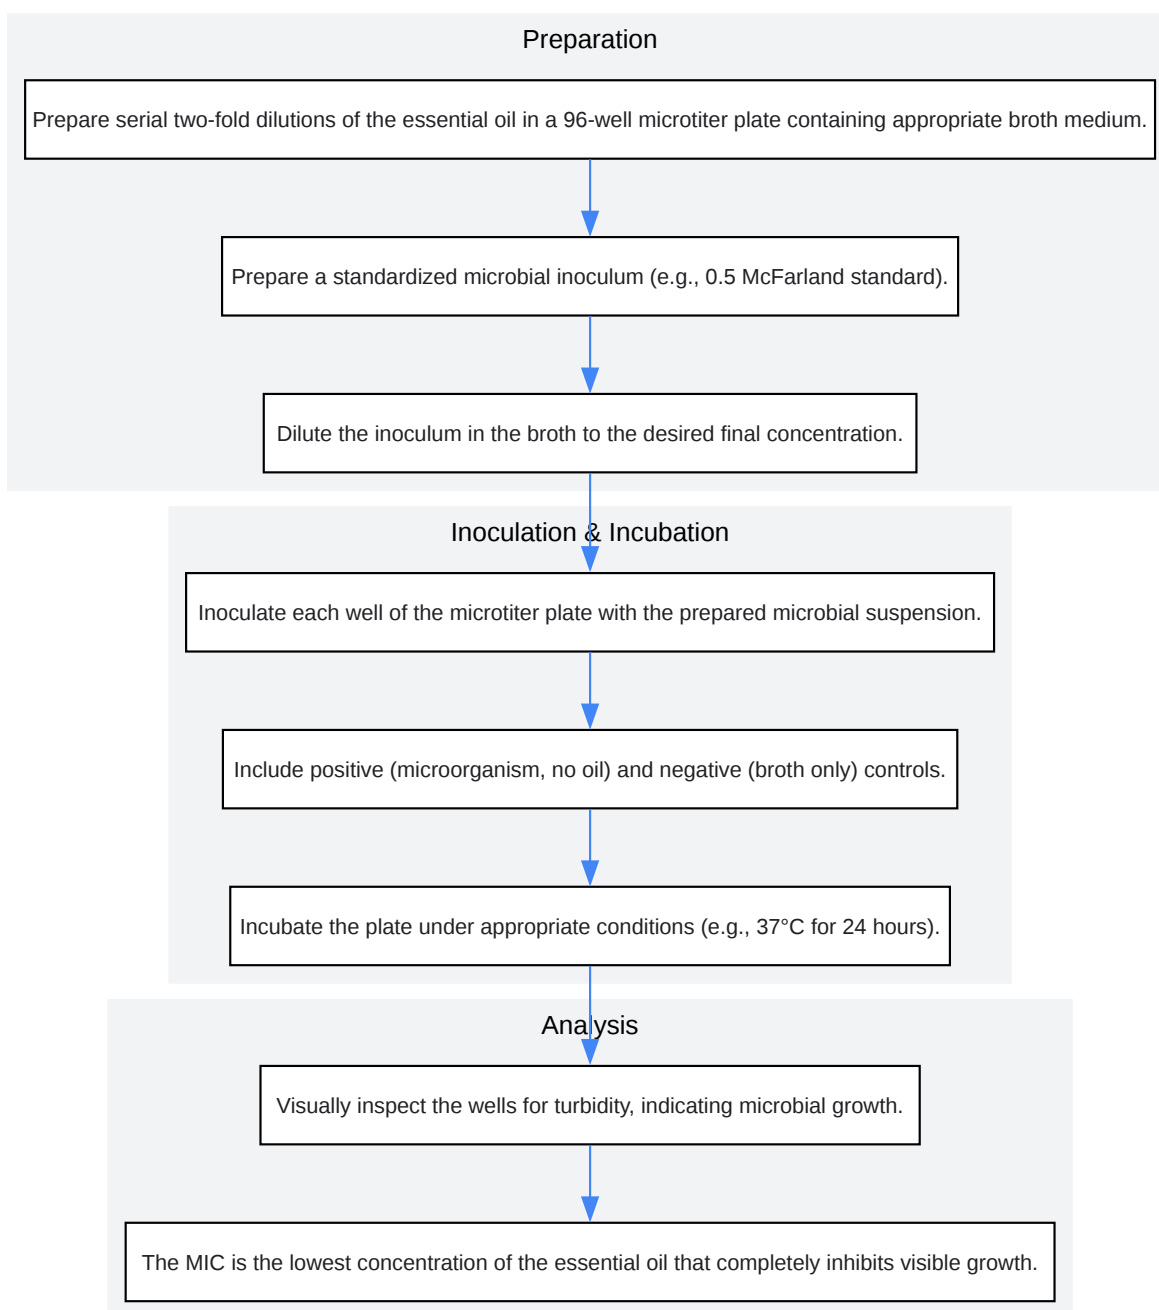 Preparation
Prepare serial two-fold dilutions of the essential oil in a 96-well microtiter plate containing appropriate broth medium.
Prepare a standardized microbial inoculum (e.g., 0.5 McFarland standard).
Dilute the inoculum in the broth to the desired final concentration.
Inoculation & Incubation
Inoculate each well of the microtiter plate with the prepared microbial suspension.
Include positive (microorganism, no oil) and negative (broth only) controls.
Incubate the plate under appropriate conditions (e.g., 37°C for 24 hours).
Analysis
Visually inspect the wells for turbidity, indicating microbial growth.
The MIC is the lowest concentration of the essential oil that completely inhibits visible growth.